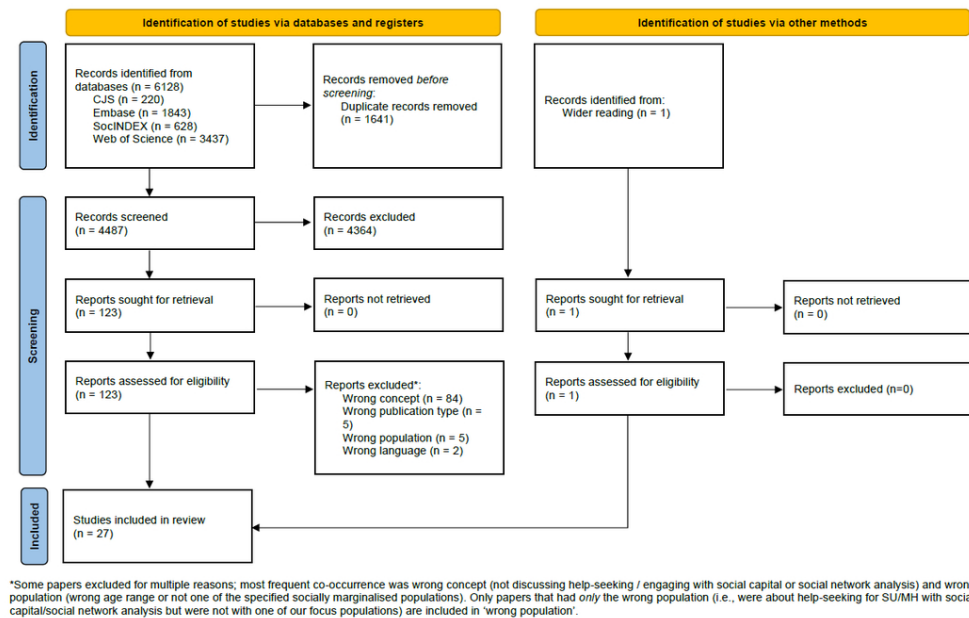 Identification of studies via databases and registers
Identification of studies via other methods
Identification
Records identified from
databases (n = 6128)
CJS (n = 220)
Embase (n = 1843)
SocINDEX (n = 628)
Web of Science (n = 3437)
Records removed before
screening:
Duplicate records removed
(n = 1641)
Records identified from:
Wider reading (n = 1)
Screening
Records screened
(n = 4487)
Records excluded
(n = 4364)
Reports sought for retrieval
(n = 123)
Reports not retrieved
(n = 0)
Reports sought for retrieval
(n = 1)
Reports not retrieved
(n = 0)
Reports assessed for eligibility
(n = 123)
Reports excluded*:
Wrong concept (n = 84)
Wrong publication type (n =
5)
Wrong population (n = 5)
Wrong language (n = 2)
Reports assessed for eligibility
(n = 1)
Reports excluded (n=0)
Included
Studies included in review
(n = 27)
*Some papers excluded for multiple reasons; most frequent co-occurrence was wrong concept (not discussing help-seeking / engaging with social capital or social network analysis) and wron
population (wrong age range or not one of the specified socially marginalised populations). Only papers that had only the wrong population (i.e., were about help-seeking for SU/MH with socia
capital/social network analysis but were not with one of our focus populations) are included in 'wrong population'.